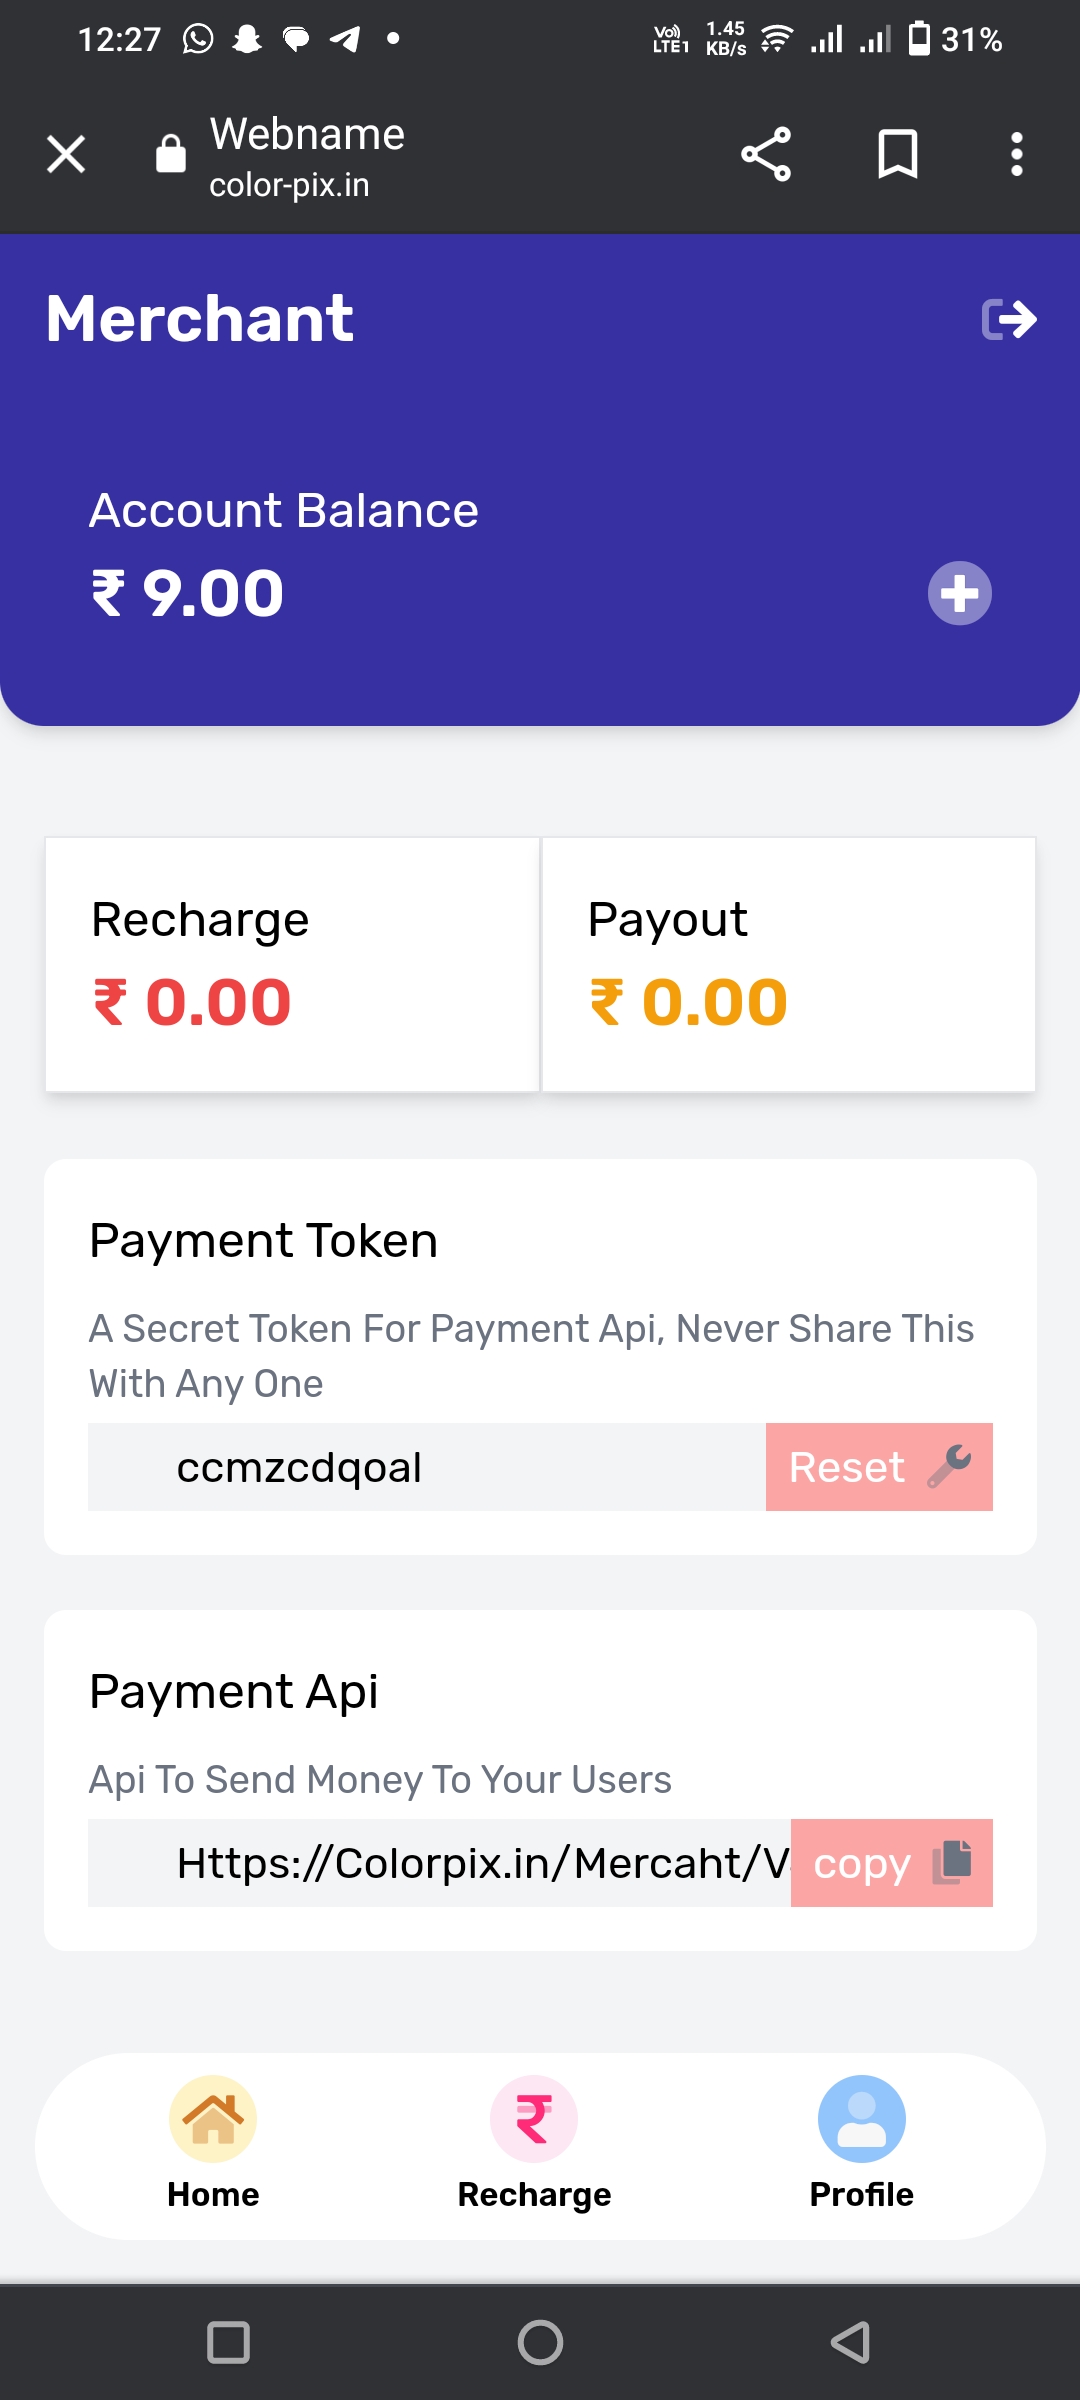 12:27
Vo)) LTE1 1.45 KB/s 31%
Webname
color-pix.in
Merchant
Account Balance
₹ 9.00
Recharge
₹ 0.00
Payout
₹ 0.00
Payment Token
A Secret Token For Payment Api, Never Share This
With Any One
ccmzcdqoal
Reset
Payment Api
Api To Send Money To Your Users
Https://Colorpix.in/Mercaht/V
copy
Home
Recharge
Profile